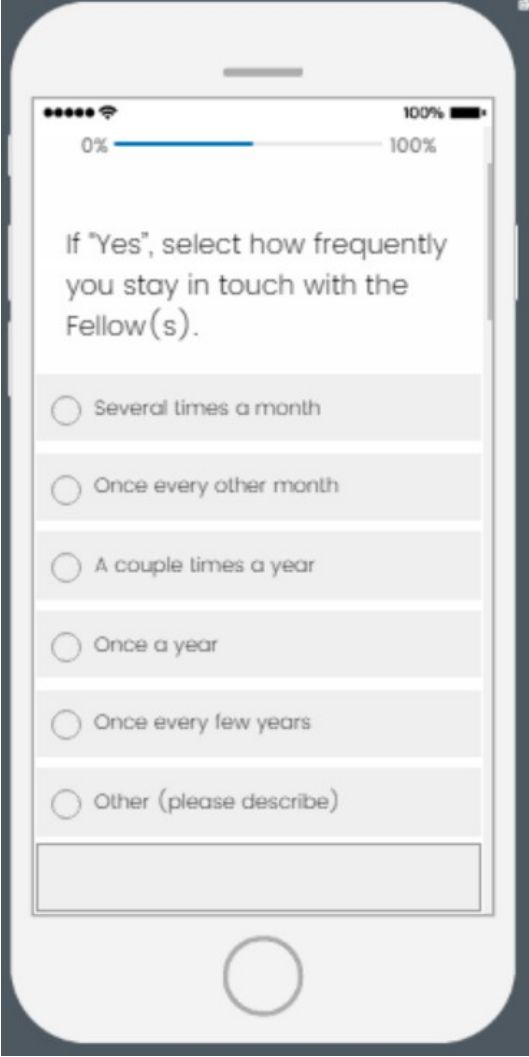 100%
0% 100%
If "Yes", select how frequently
you stay in touch with the
Fellow(s).
Several times a month
Once every other month
A couple times a year
Once a year
Once every few years
Other (please describe)